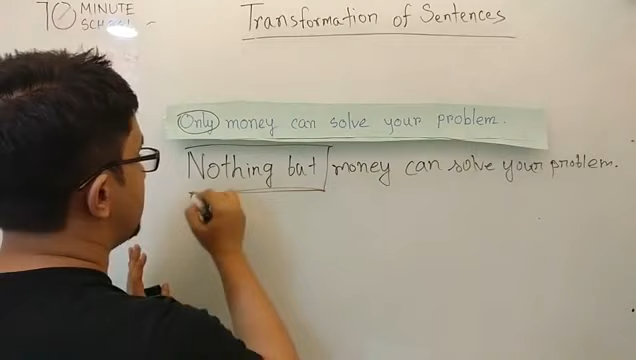 10 MINUTE
SCHOOL
Transformation of Sentences
Only money can solve your problem.
Nothing but money can solve your problem.